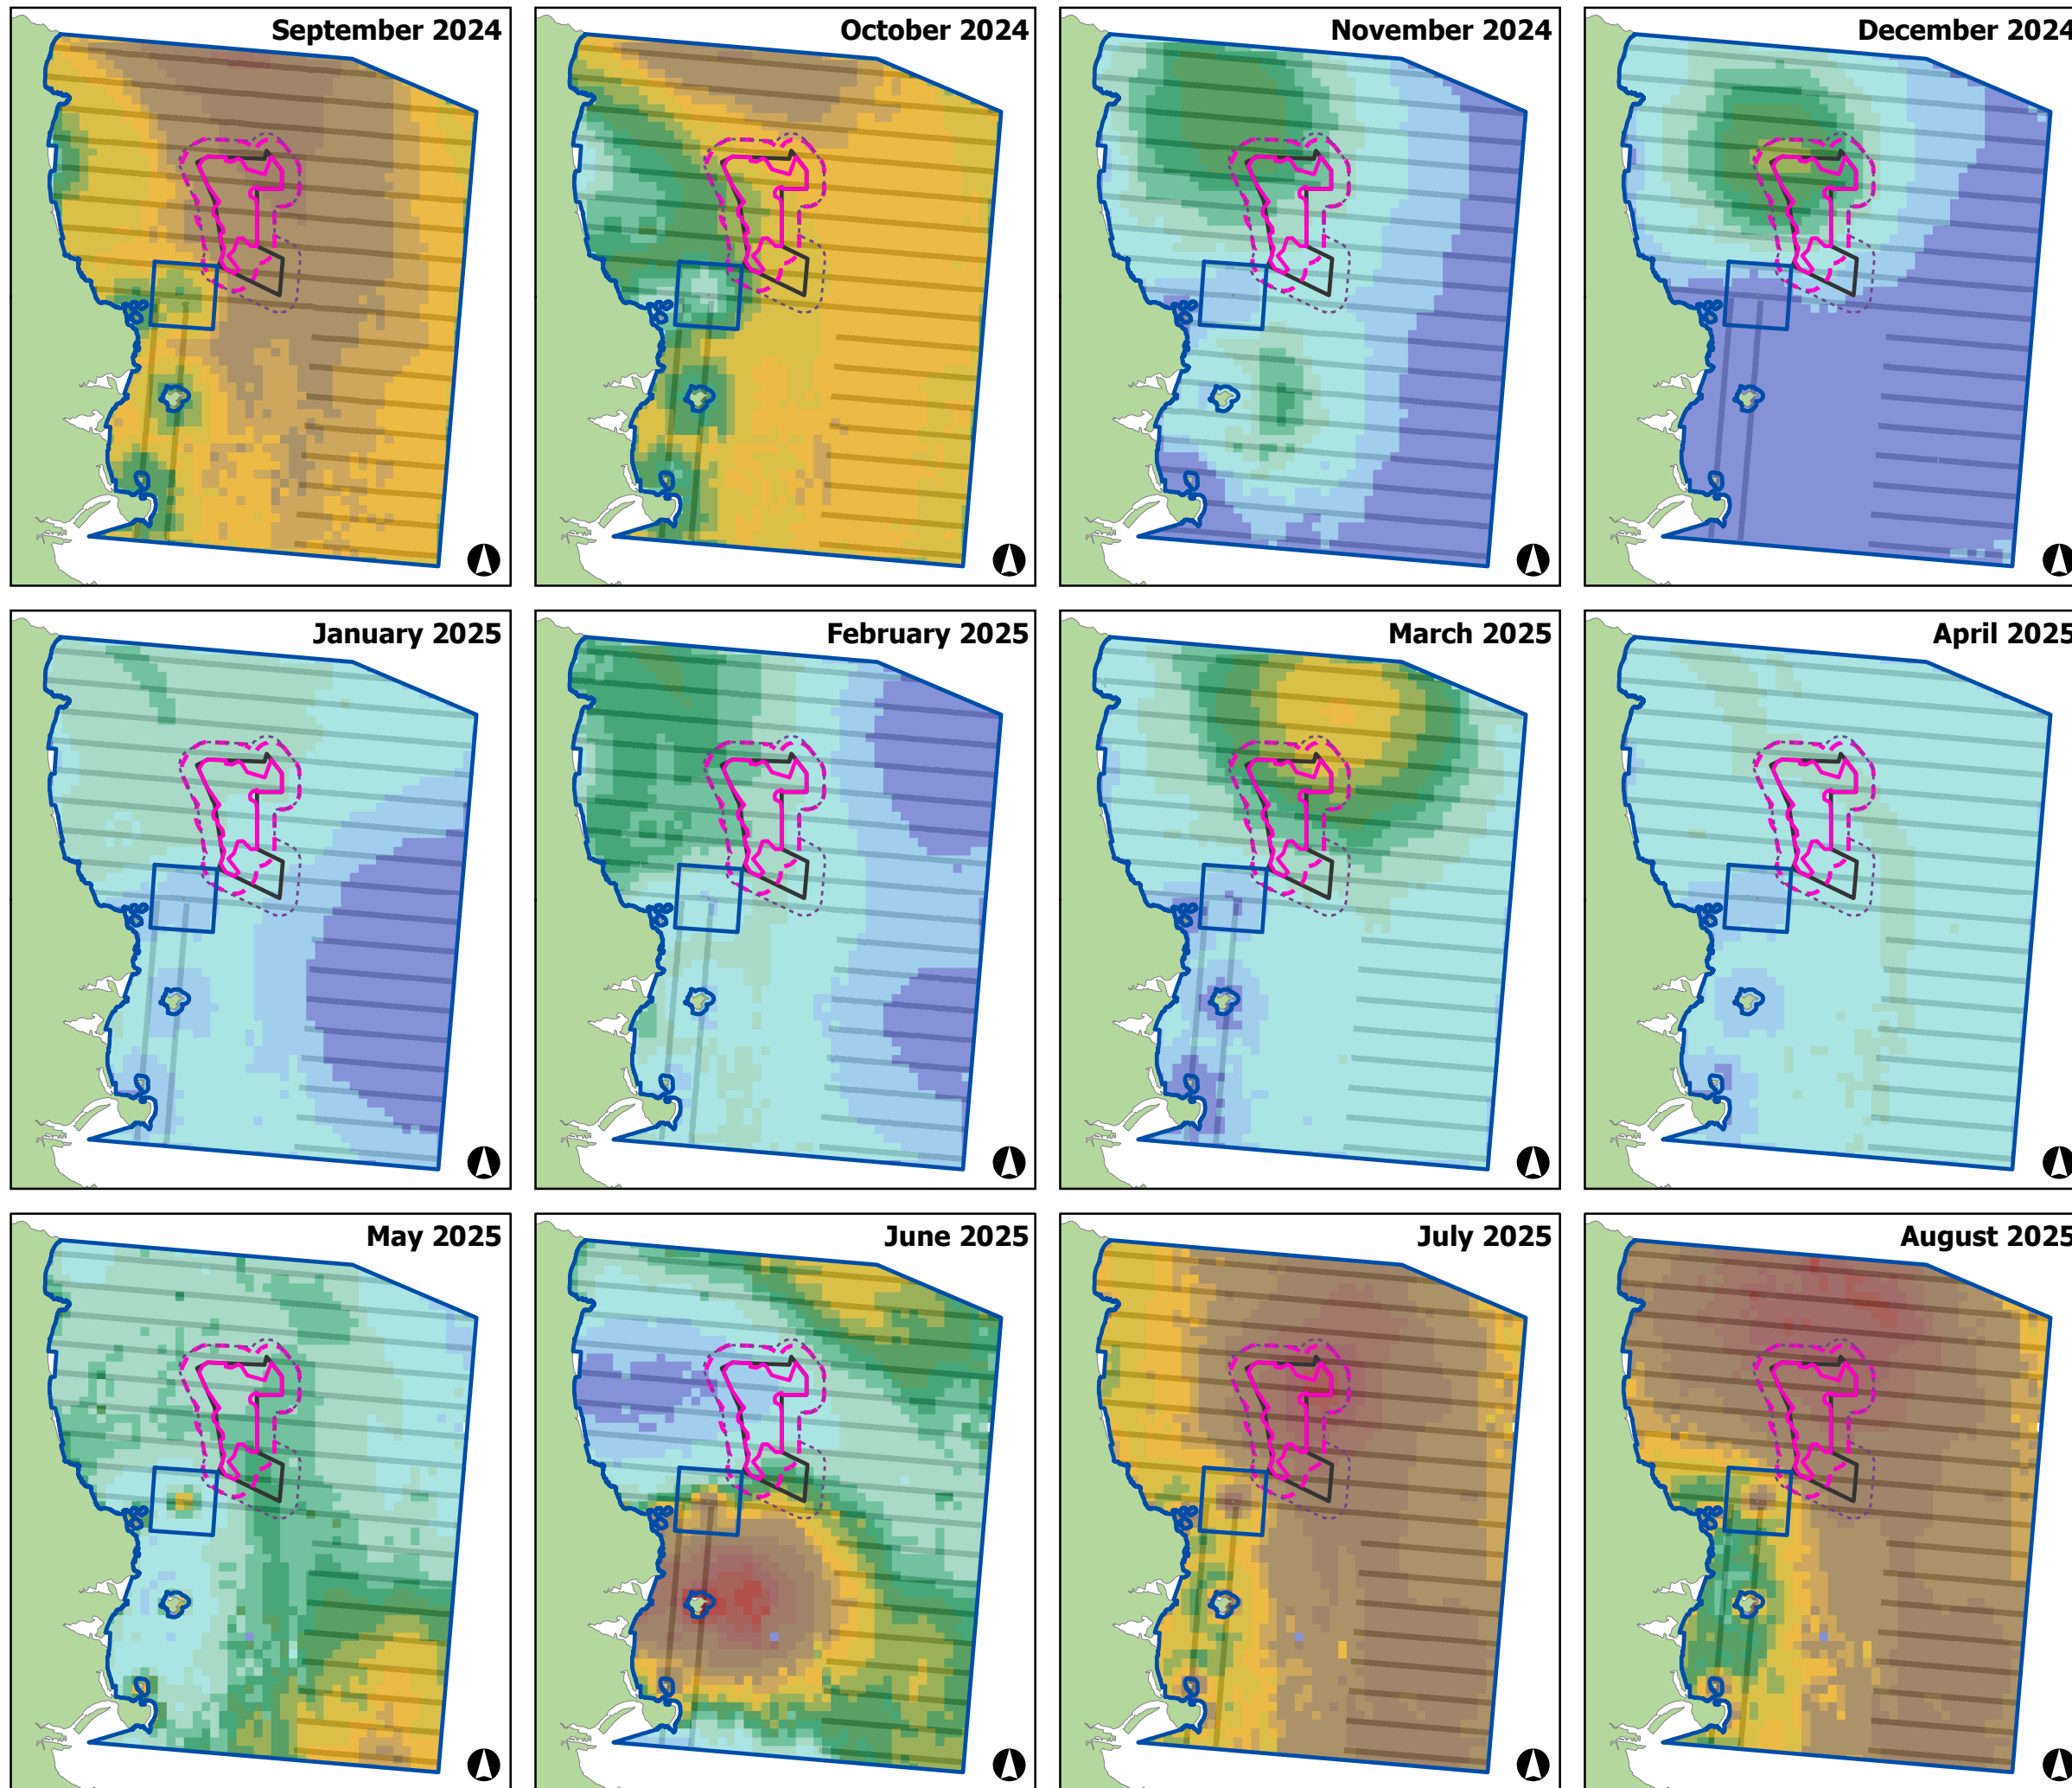 September 2024
October 2024
November 2024
December 2024
January 2025
February 2025
March 2025
April 2025
May 2025
June 2025
July 2025
August 2025